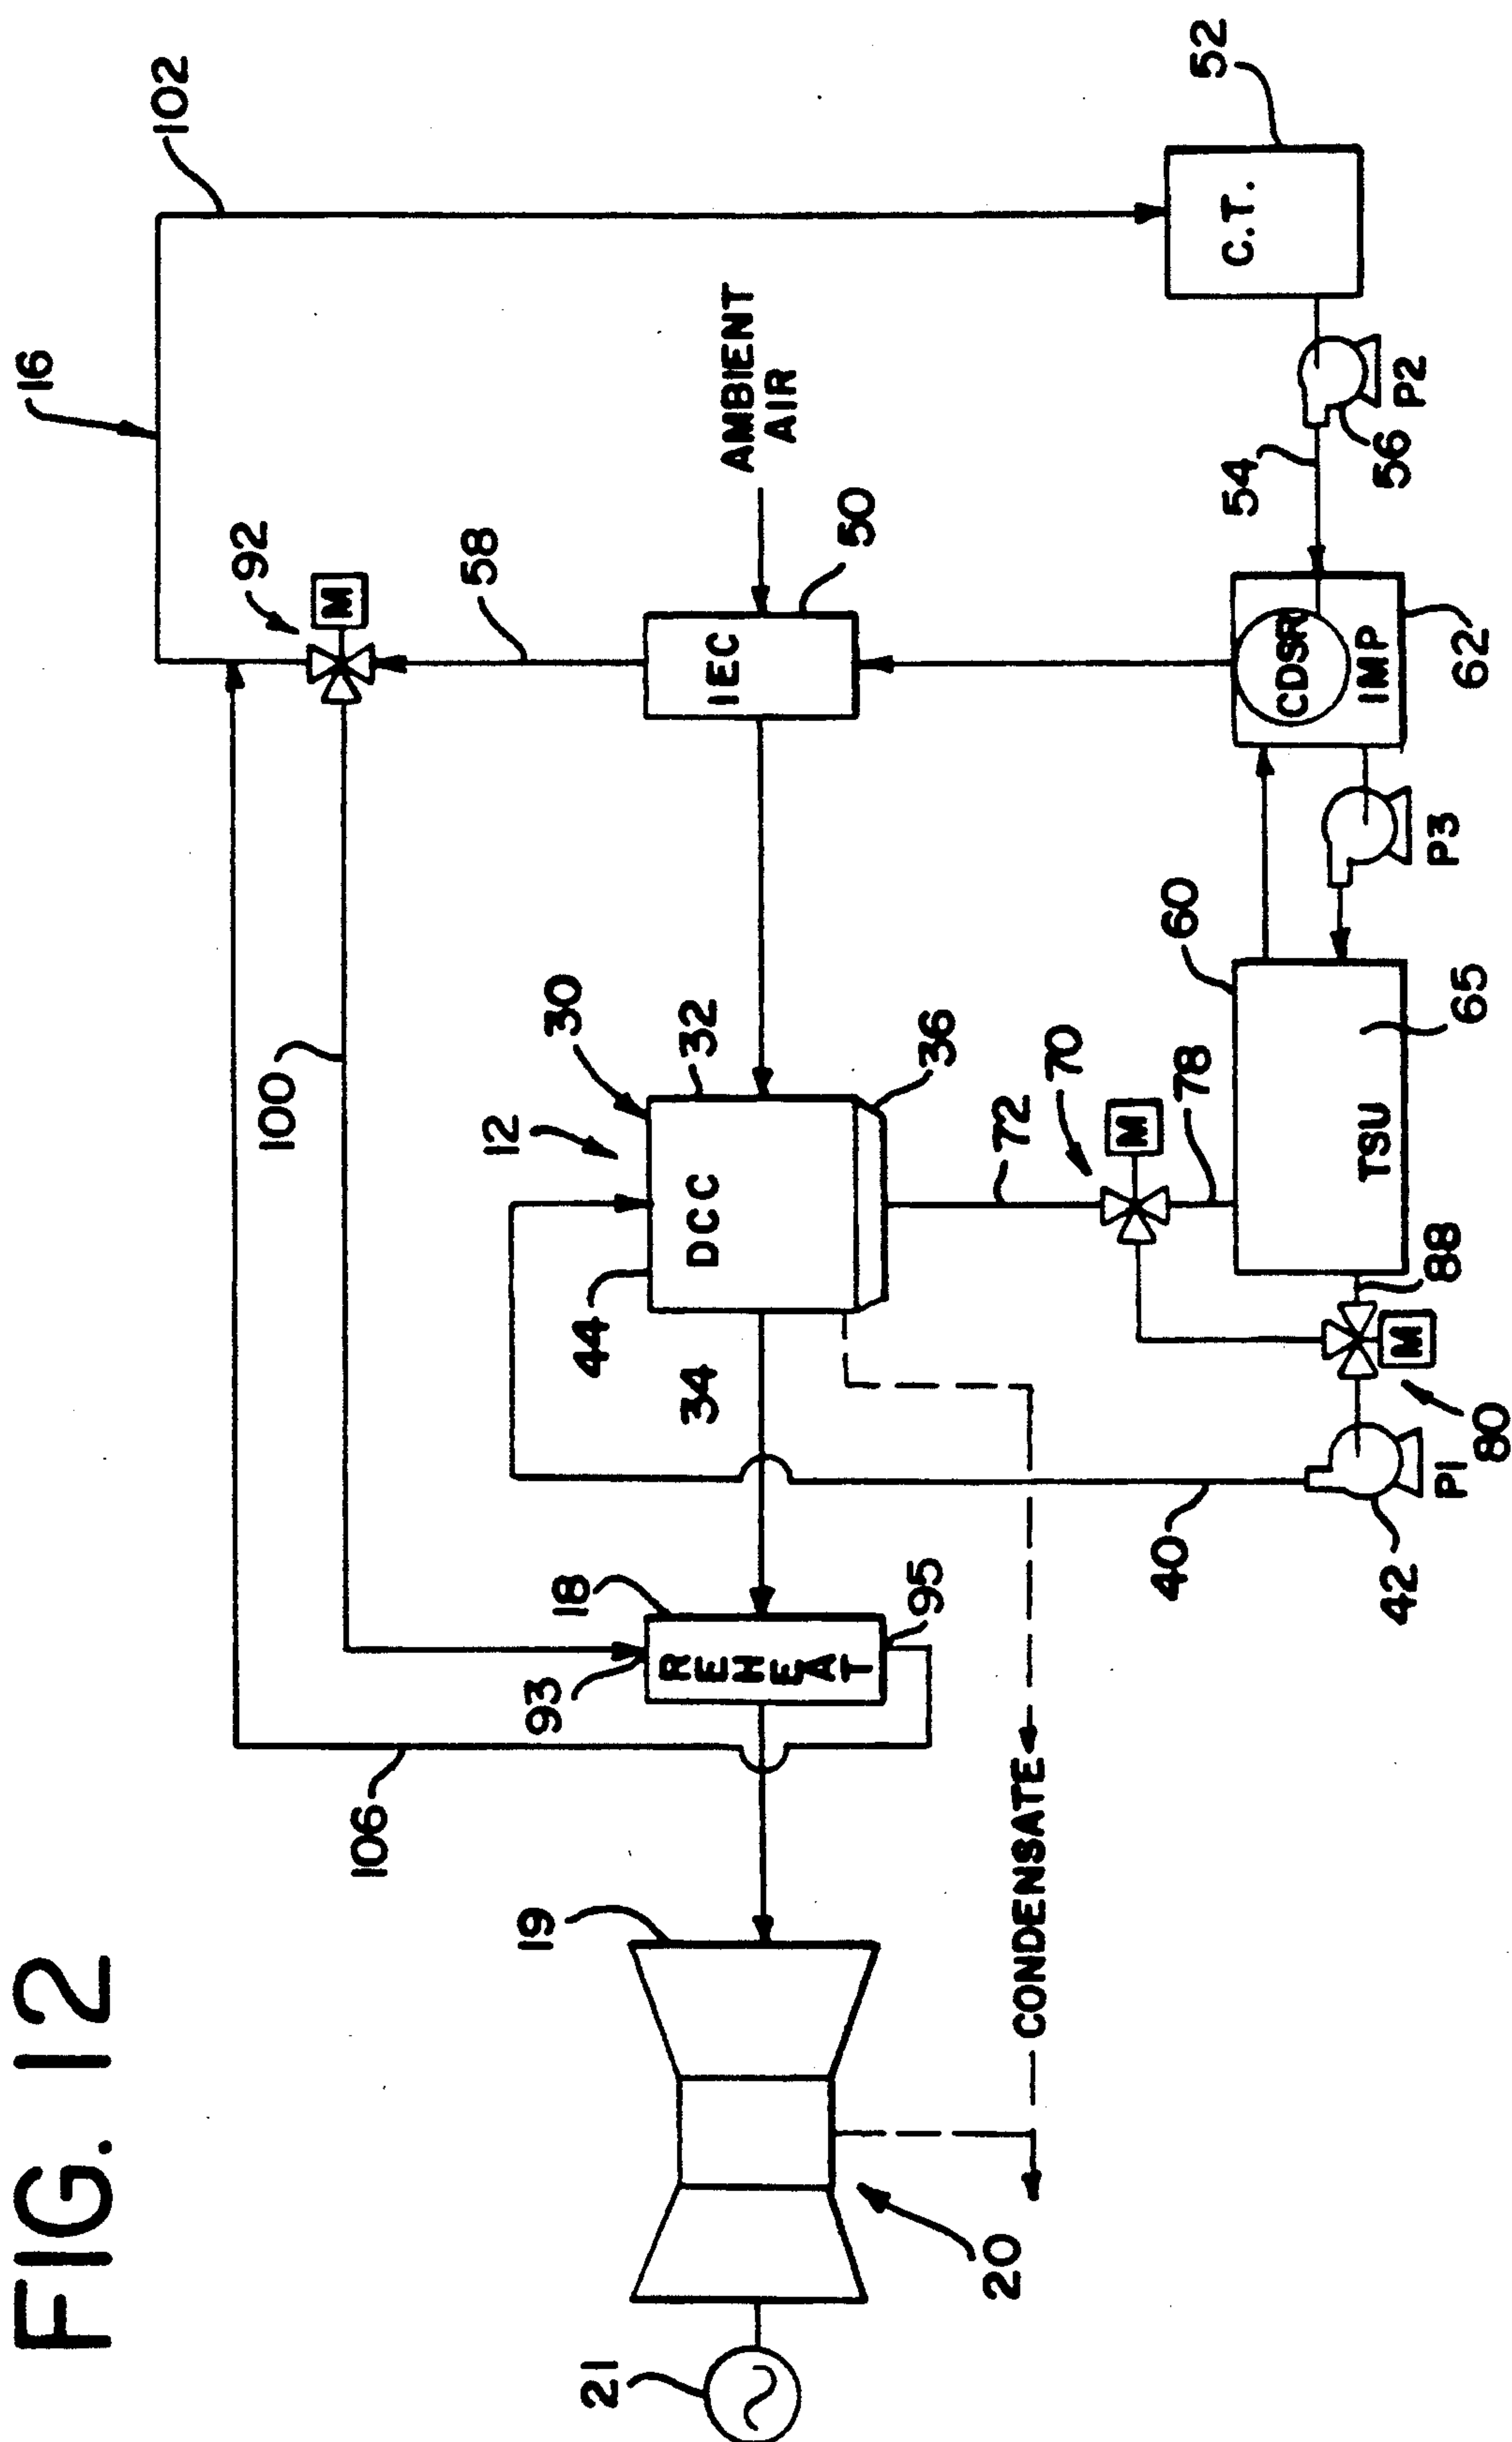 FIG. 12
16
102
92
M
58
100
106
AMBIENT
AIR
50
IEC
30
12
32
DCC
44
34
36
18
93
REHEAT
95
19
20
21
CONDENSATE
72
70
M
78
40
42
P1
80
M
88
60
TSU
65
P3
CDSR
IMP
62
54
56
P2
C.T.
52